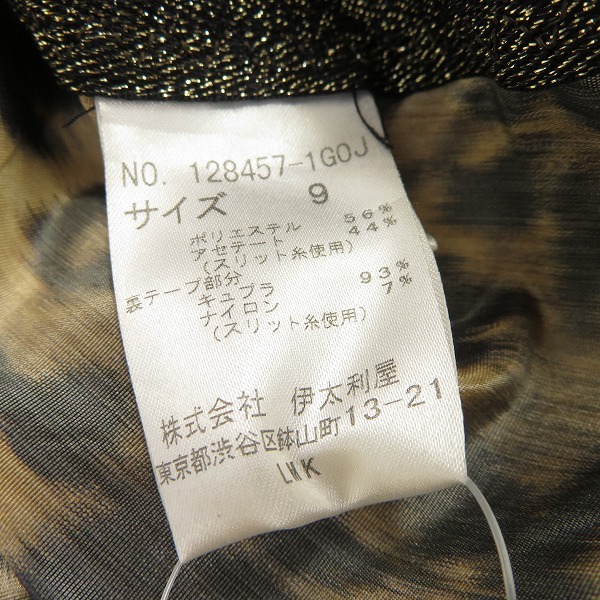 NO. 128457-1GOJ
サイズ 9
ポリエステル 56%
アセテート 44%
(スリット糸使用)
裏テープ部分
キュプラ 93%
ナイロン 7%
(スリット糸使用)
株式会社 伊太利屋
東京都渋谷区鉢山町13-21
LNK